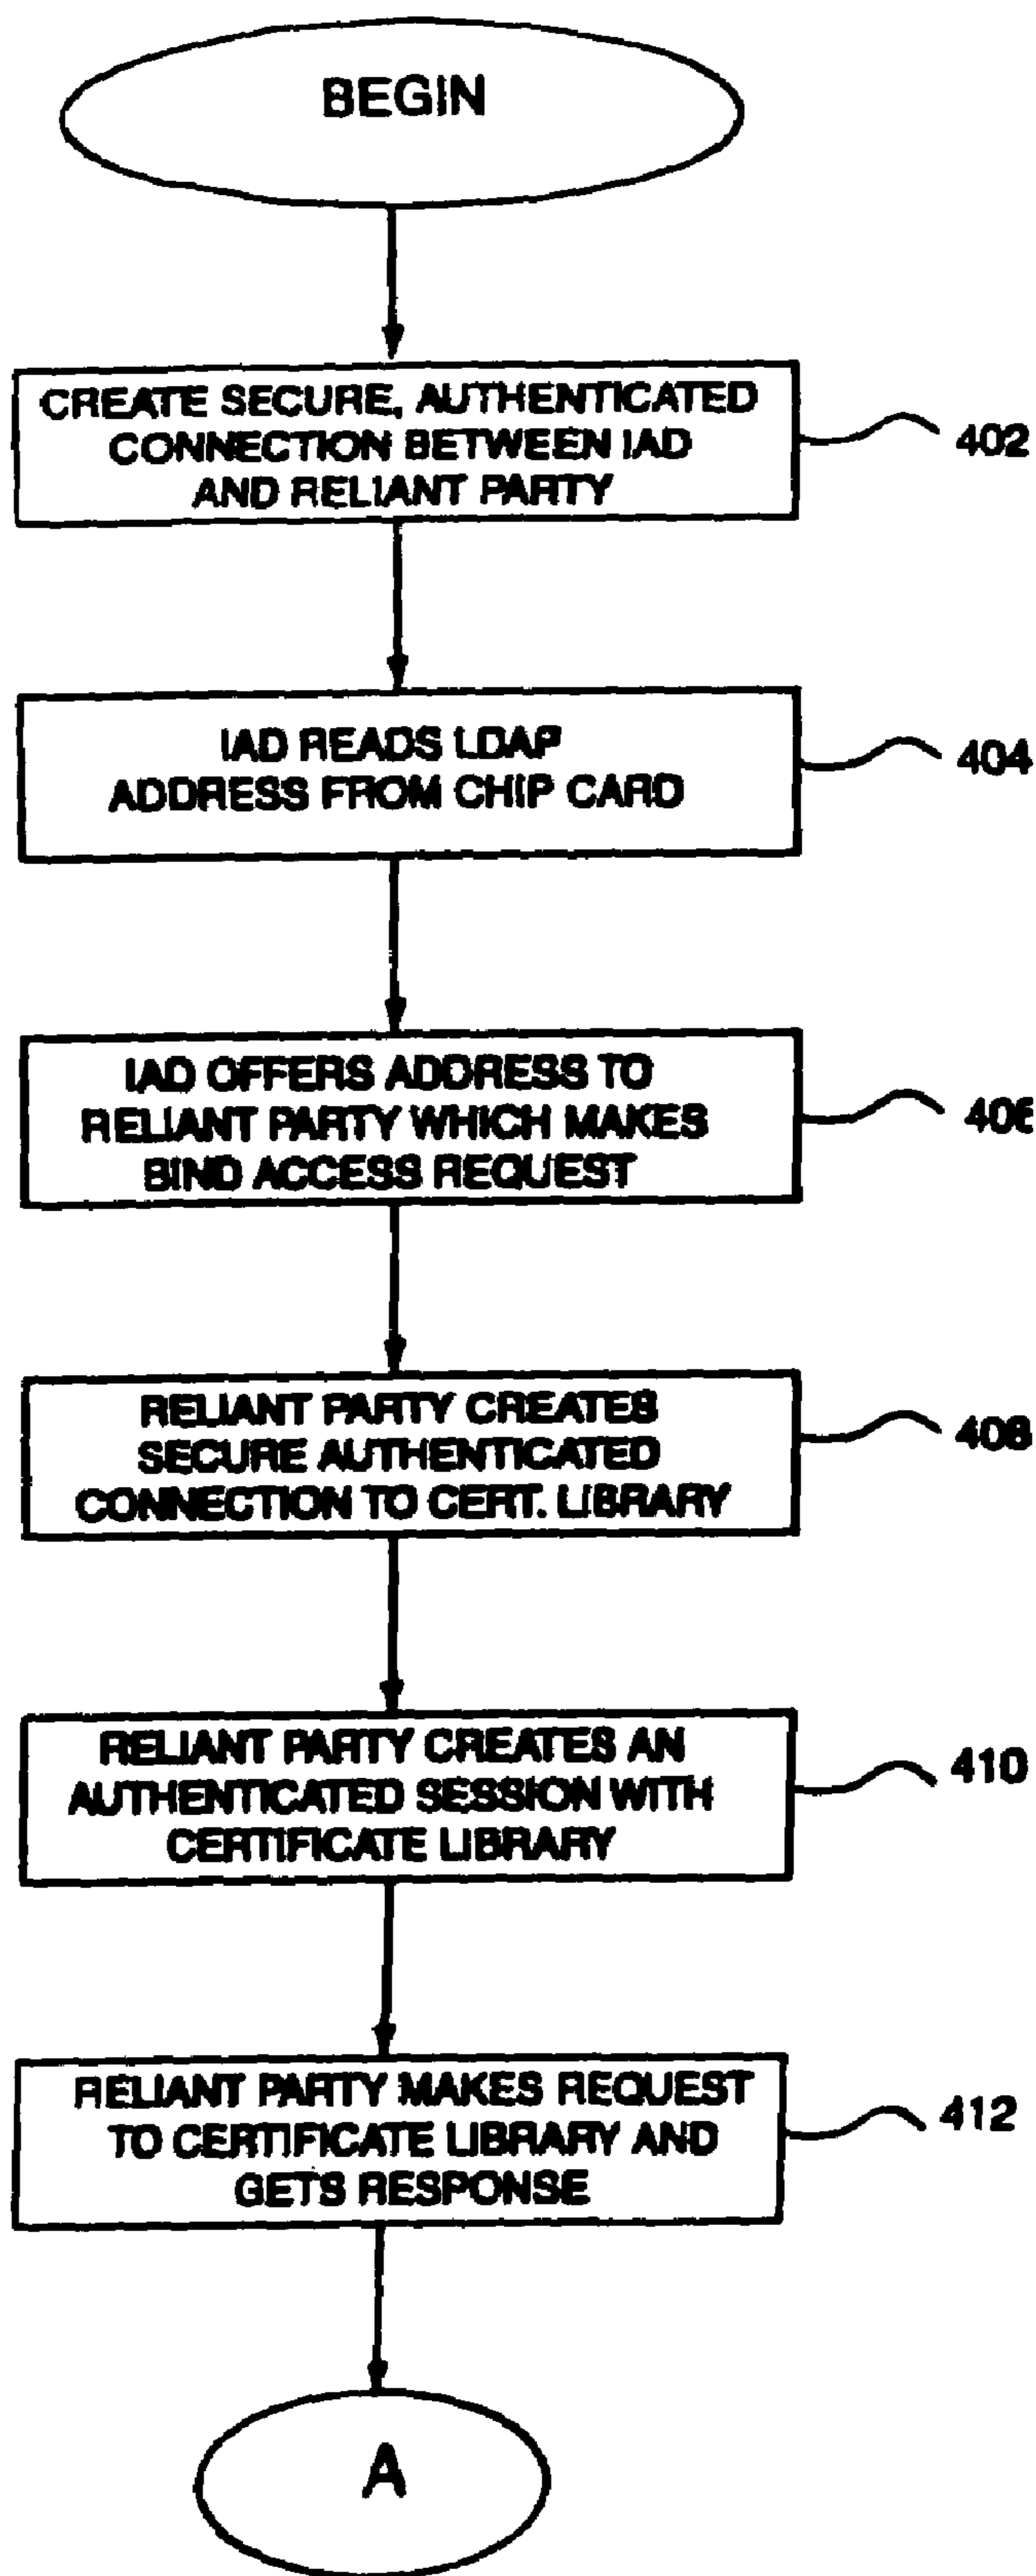 BEGIN
CREATE SECURE, AUTHENTICATED
CONNECTION BETWEEN IAD
AND RELIANT PARTY
402
IAD READS LDAP
ADDRESS FROM CHIP CARD
404
IAD OFFERS ADDRESS TO
RELIANT PARTY WHICH MAKES
BIND ACCESS REQUEST
406
RELIANT PARTY CREATES
SECURE AUTHENTICATED
CONNECTION TO CERT. LIBRARY
408
RELIANT PARTY CREATES AN
AUTHENTICATED SESSION WITH
CERTIFICATE LIBRARY
410
RELIANT PARTY MAKES REQUEST
TO CERTIFICATE LIBRARY AND
GETS RESPONSE
412
A